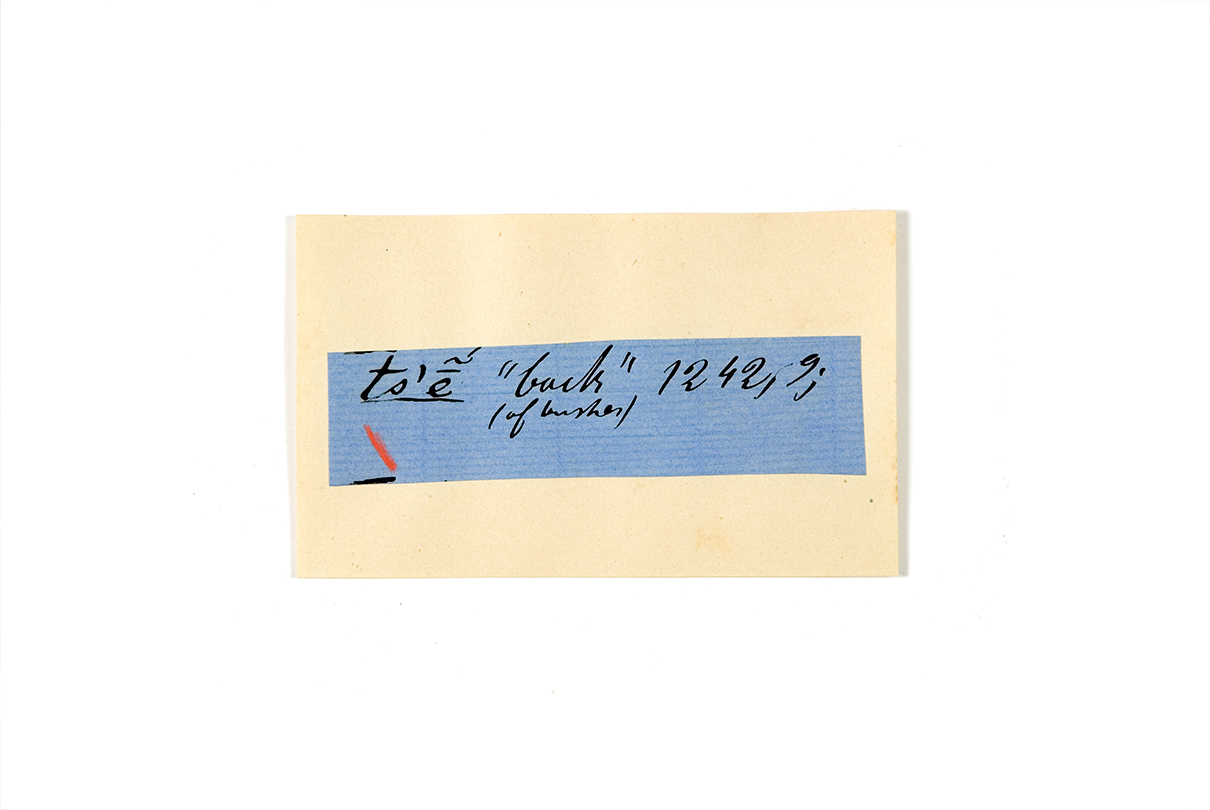 ts'ē̃ "back" 1242, 9;
(of bushes)